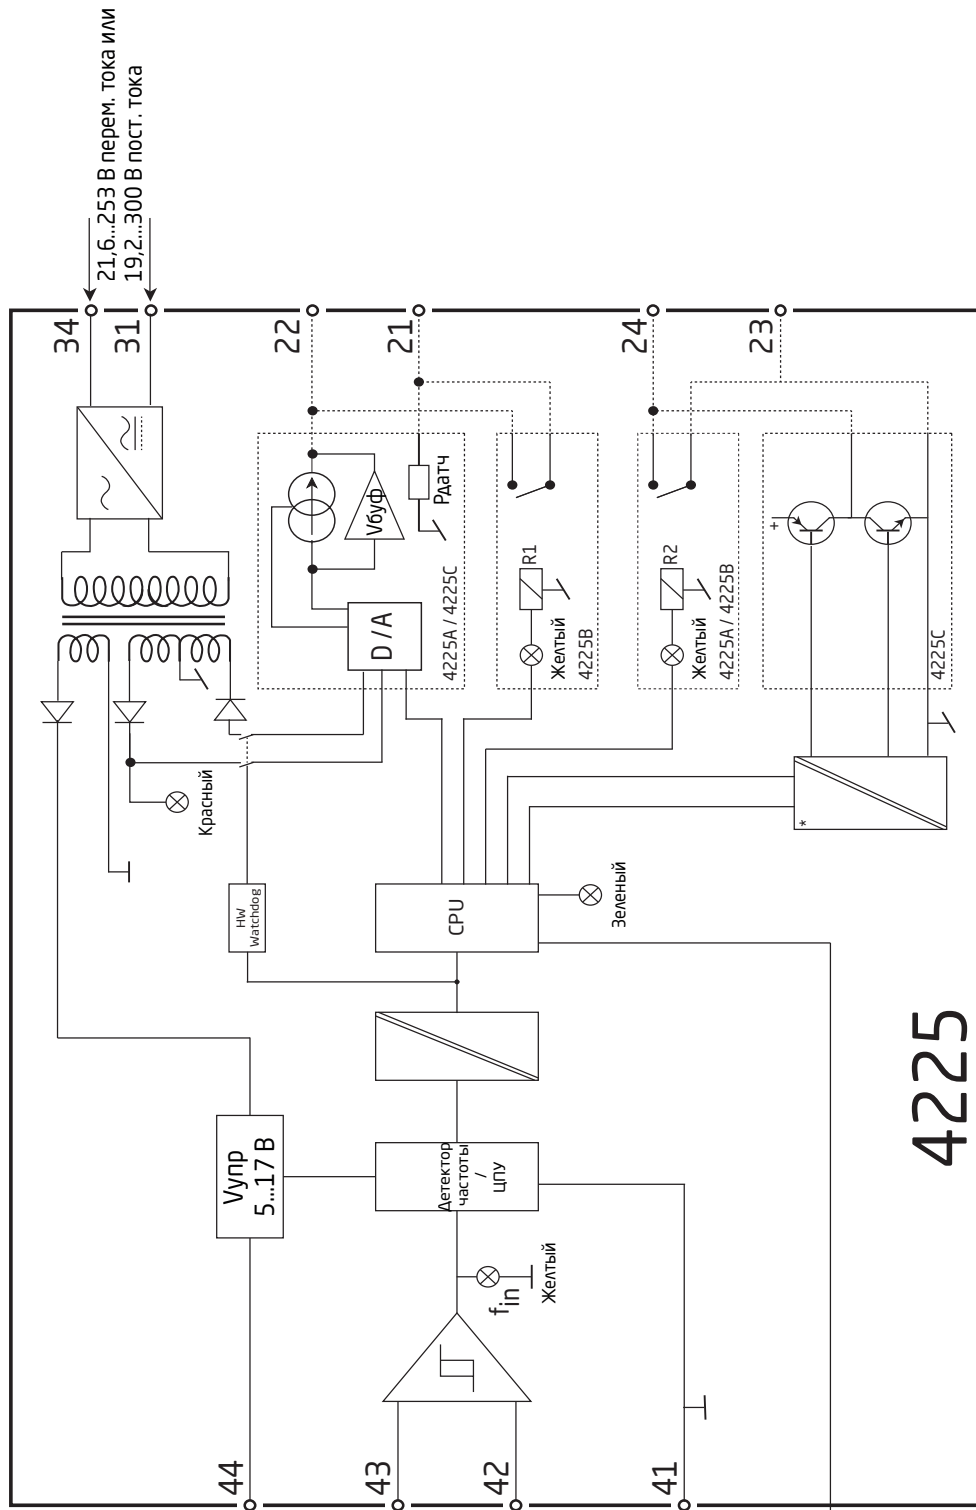 21,6...253 В перем. тока или
19,2...300 В пост. тока
34
31
22
21
24
23
Vбуф
Pдатч
D / A
4225A / 4225C
R1
Желтый
4225B
R2
Желтый
4225A / 4225B
+
4225C
*
Красный
HW
Watchdog
CPU
Зеленый
Vупр
5...17 В
Детектор
частоты
/
ЦПУ
fin
Желтый
44
43
42
41
4225